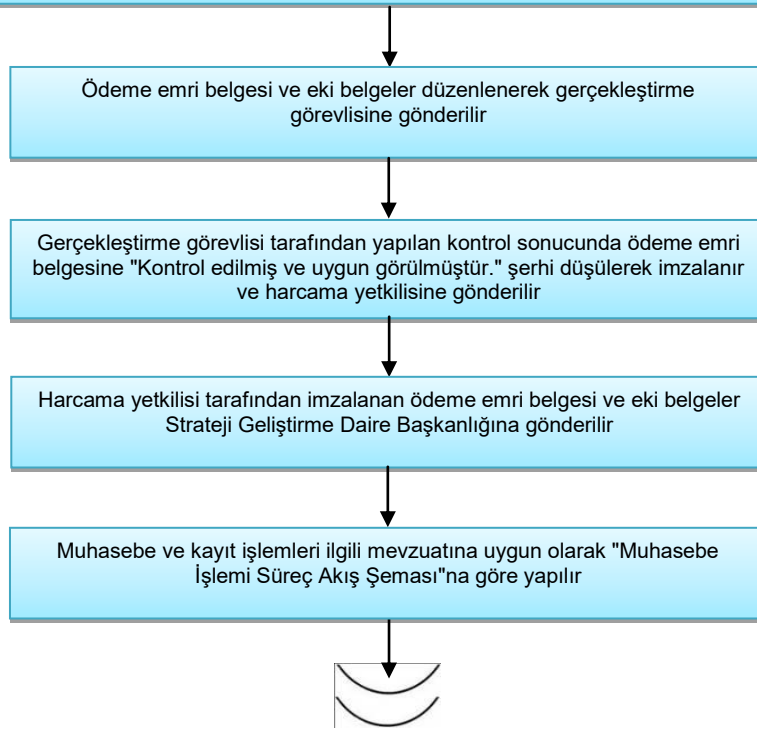 Ödeme emri belgesi ve eki belgeler düzenlenerek gerçekleştirme
görevlisine gönderilir
Gerçekleştirme görevlisi tarafından yapılan kontrol sonucunda ödeme emri
belgesine "Kontrol edilmiş ve uygun görülmüştür." şerhi düşülerek imzalanır
ve harcama yetkilisine gönderilir
Harcama yetkilisi tarafından imzalanan ödeme emri belgesi ve eki belgeler
Strateji Geliştirme Daire Başkanlığına gönderilir
Muhasebe ve kayıt işlemleri ilgili mevzuatına uygun olarak "Muhasebe
İşlemi Süreç Akış Şeması"na göre yapılır